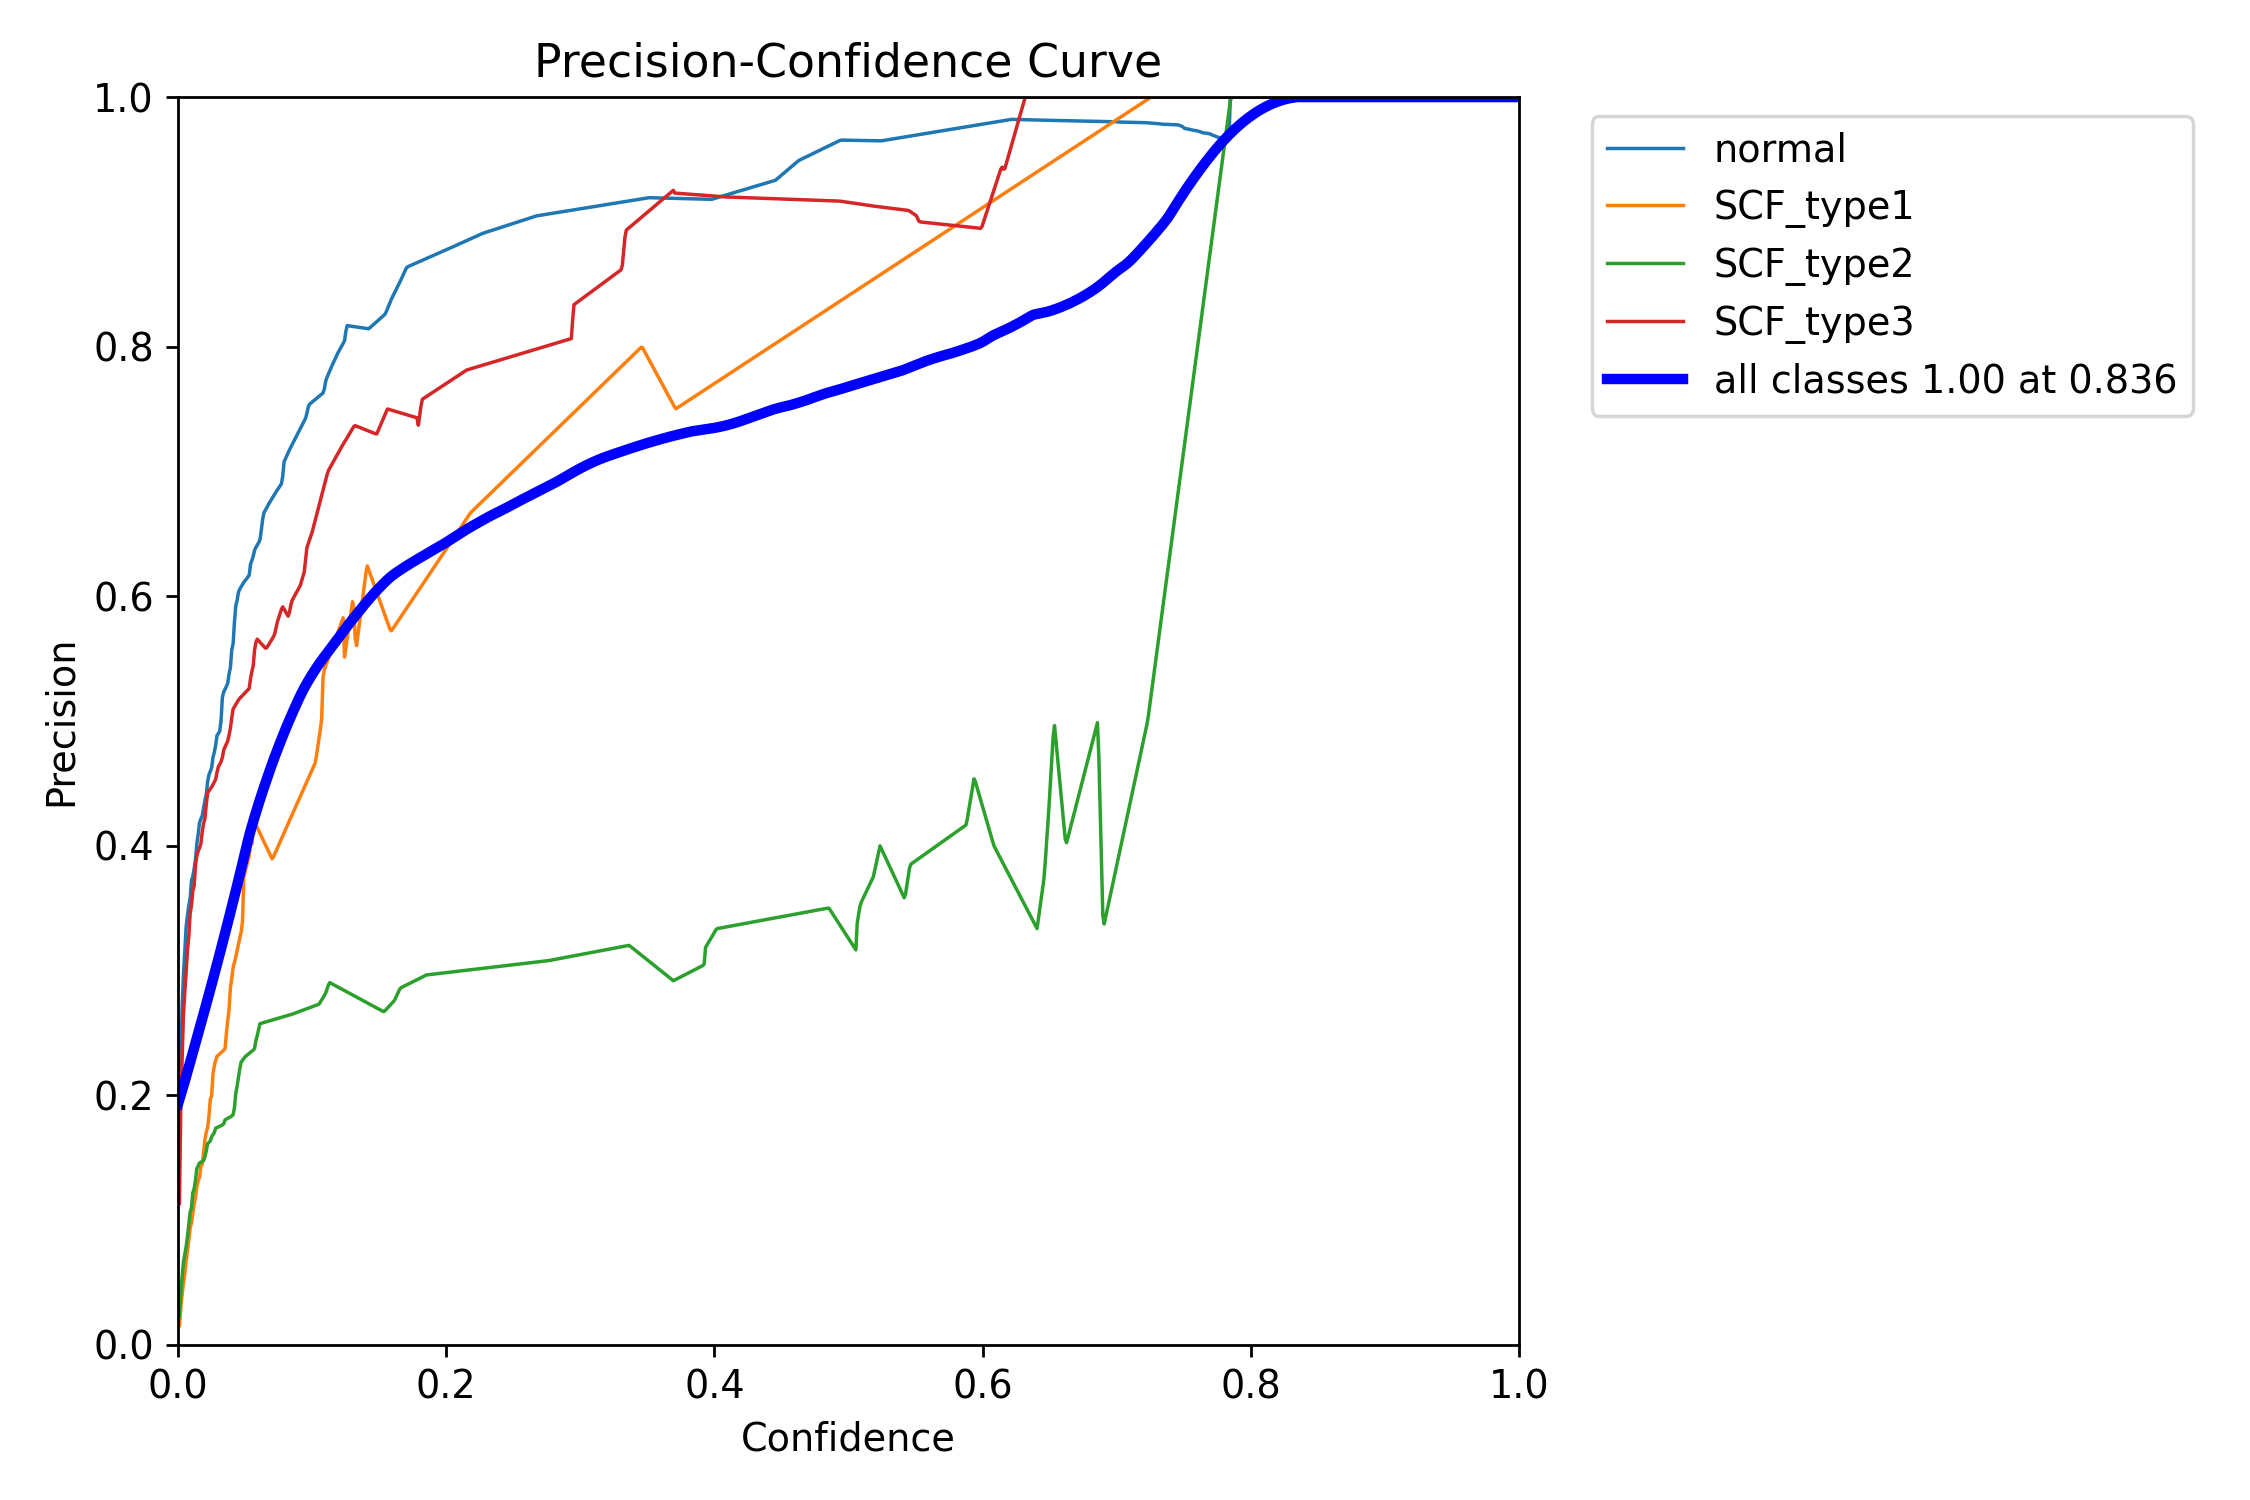 Precision-Confidence Curve
1.0
0.8
0.6
0.4
0.2
0.0
Precision
0.0 0.2 0.4 0.6 0.8 1.0
Confidence
normal
SCF_type1
SCF_type2
SCF_type3
all classes 1.00 at 0.836